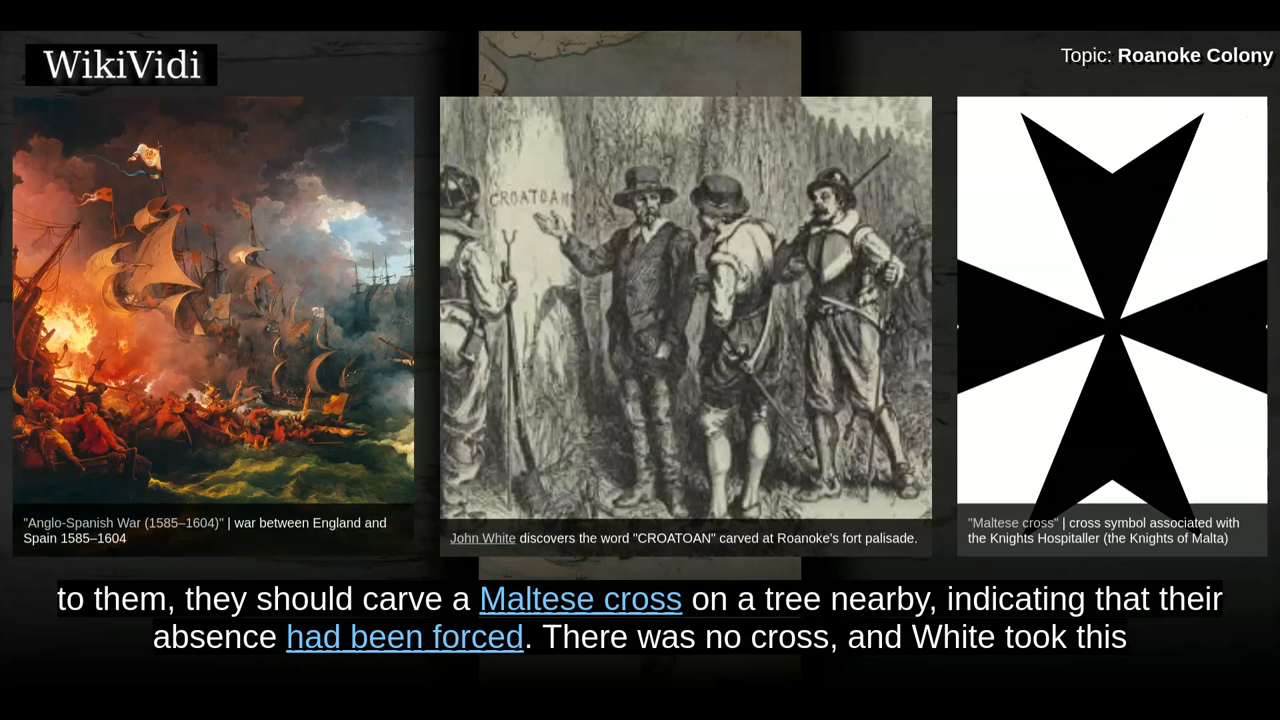 WikiVidi
Topic: Roanoke Colony
CROATOAN
"Anglo-Spanish War (1585–1604)" | war between England and
Spain 1585–1604
John White discovers the word "CROATOAN" carved at Roanoke's fort palisade.
"Maltese cross" | cross symbol associated with
the Knights Hospitaller (the Knights of Malta)
to them, they should carve a Maltese cross on a tree nearby, indicating that their
absence had been forced. There was no cross, and White took this